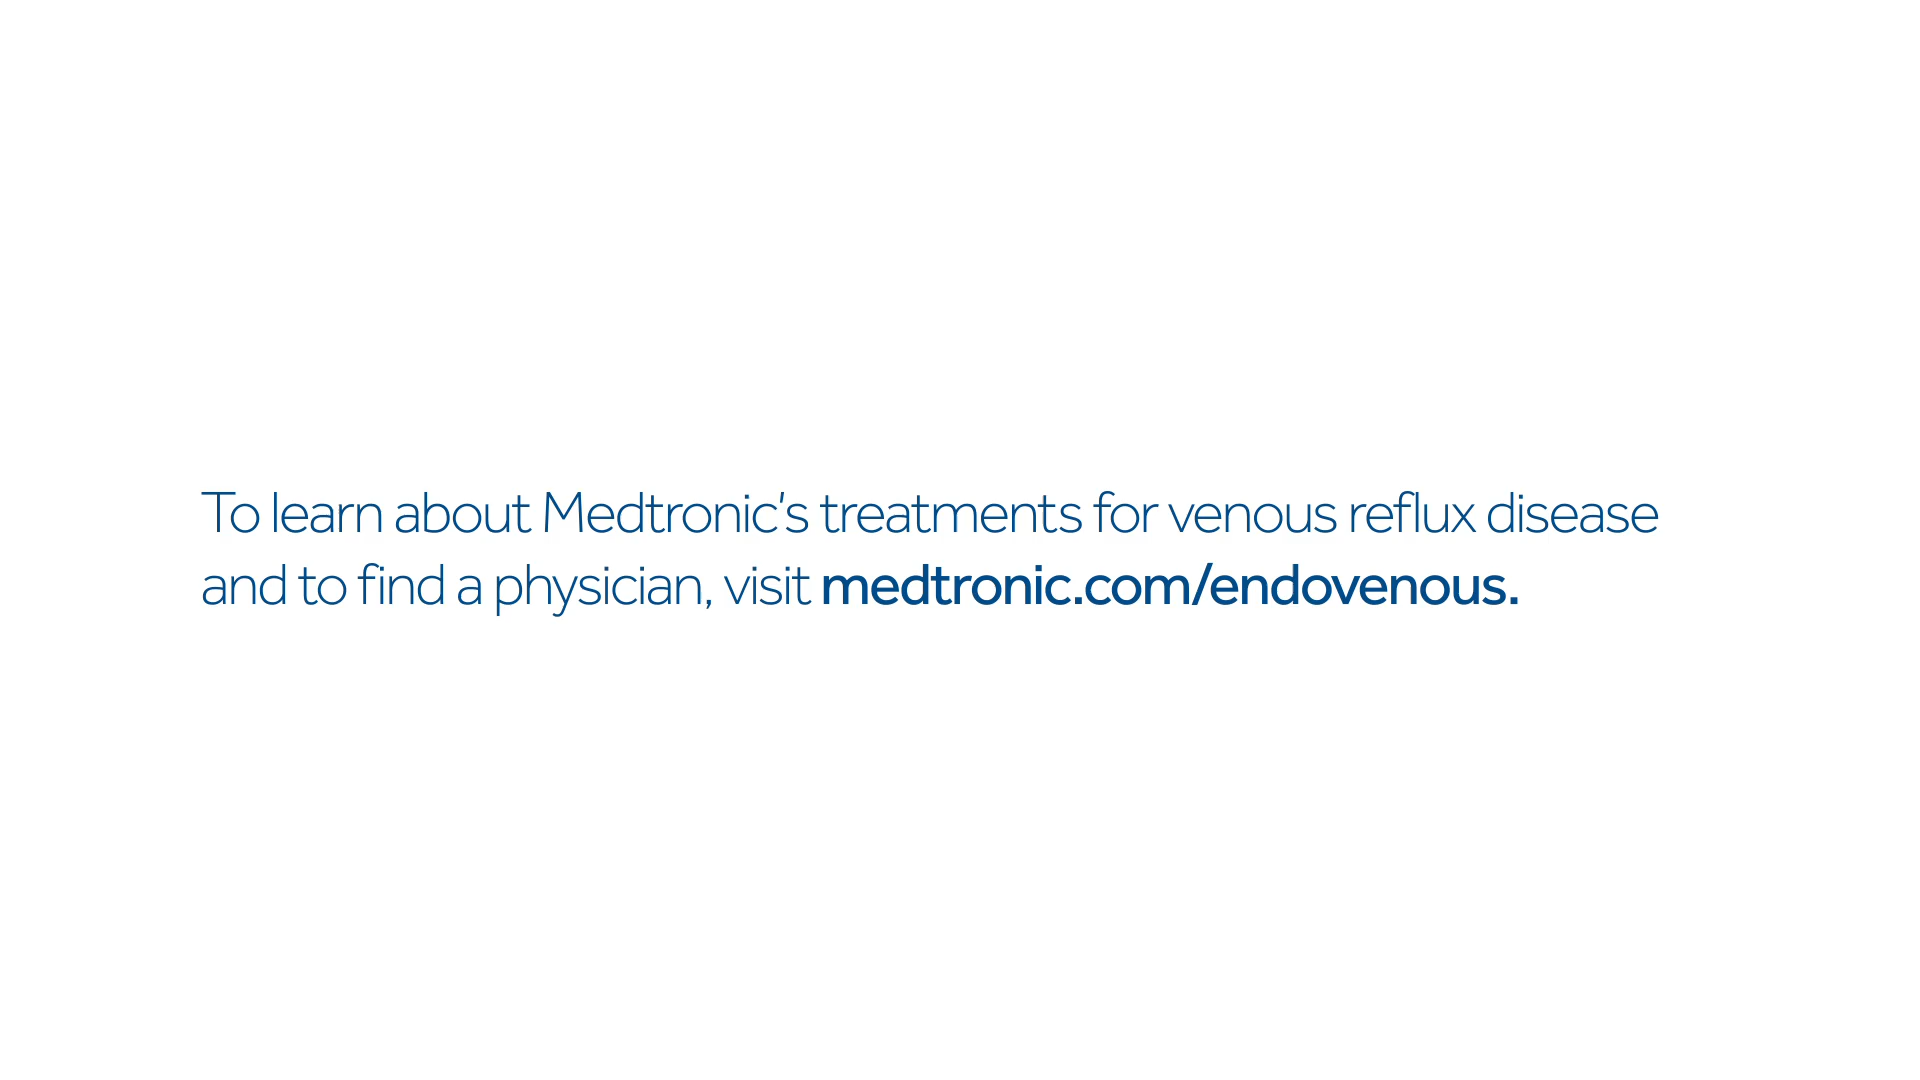 To learn about Medtronic's treatments for venous reflux disease
and to find a physician, visit medtronic.com/endovenous.